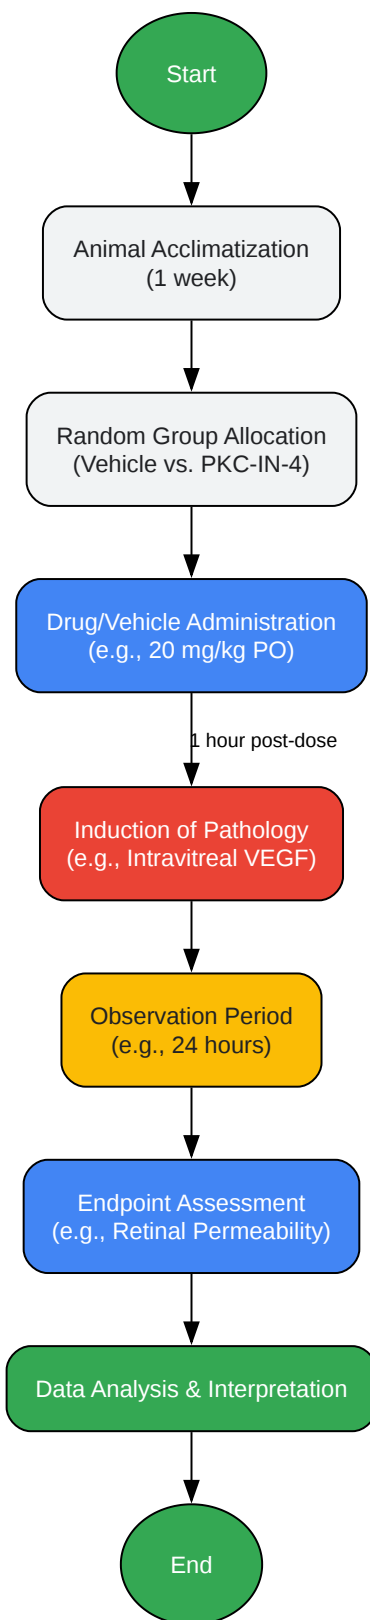 Start
Animal Acclimatization
(1 week)
Random Group Allocation
(Vehicle vs. PKC-IN-4)
Drug/Vehicle Administration
(e.g., 20 mg/kg PO)
1 hour post-dose
Induction of Pathology
(e.g., Intravitreal VEGF)
Observation Period
(e.g., 24 hours)
Endpoint Assessment
(e.g., Retinal Permeability)
Data Analysis & Interpretation
End